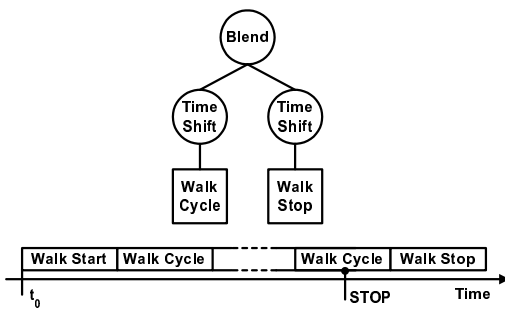 Blend
Time Time
Shift Shift
Walk Walk
Cycle Stop
Walk Start Walk Cycle Walk Cycle Walk Stop
t0 STOP Time